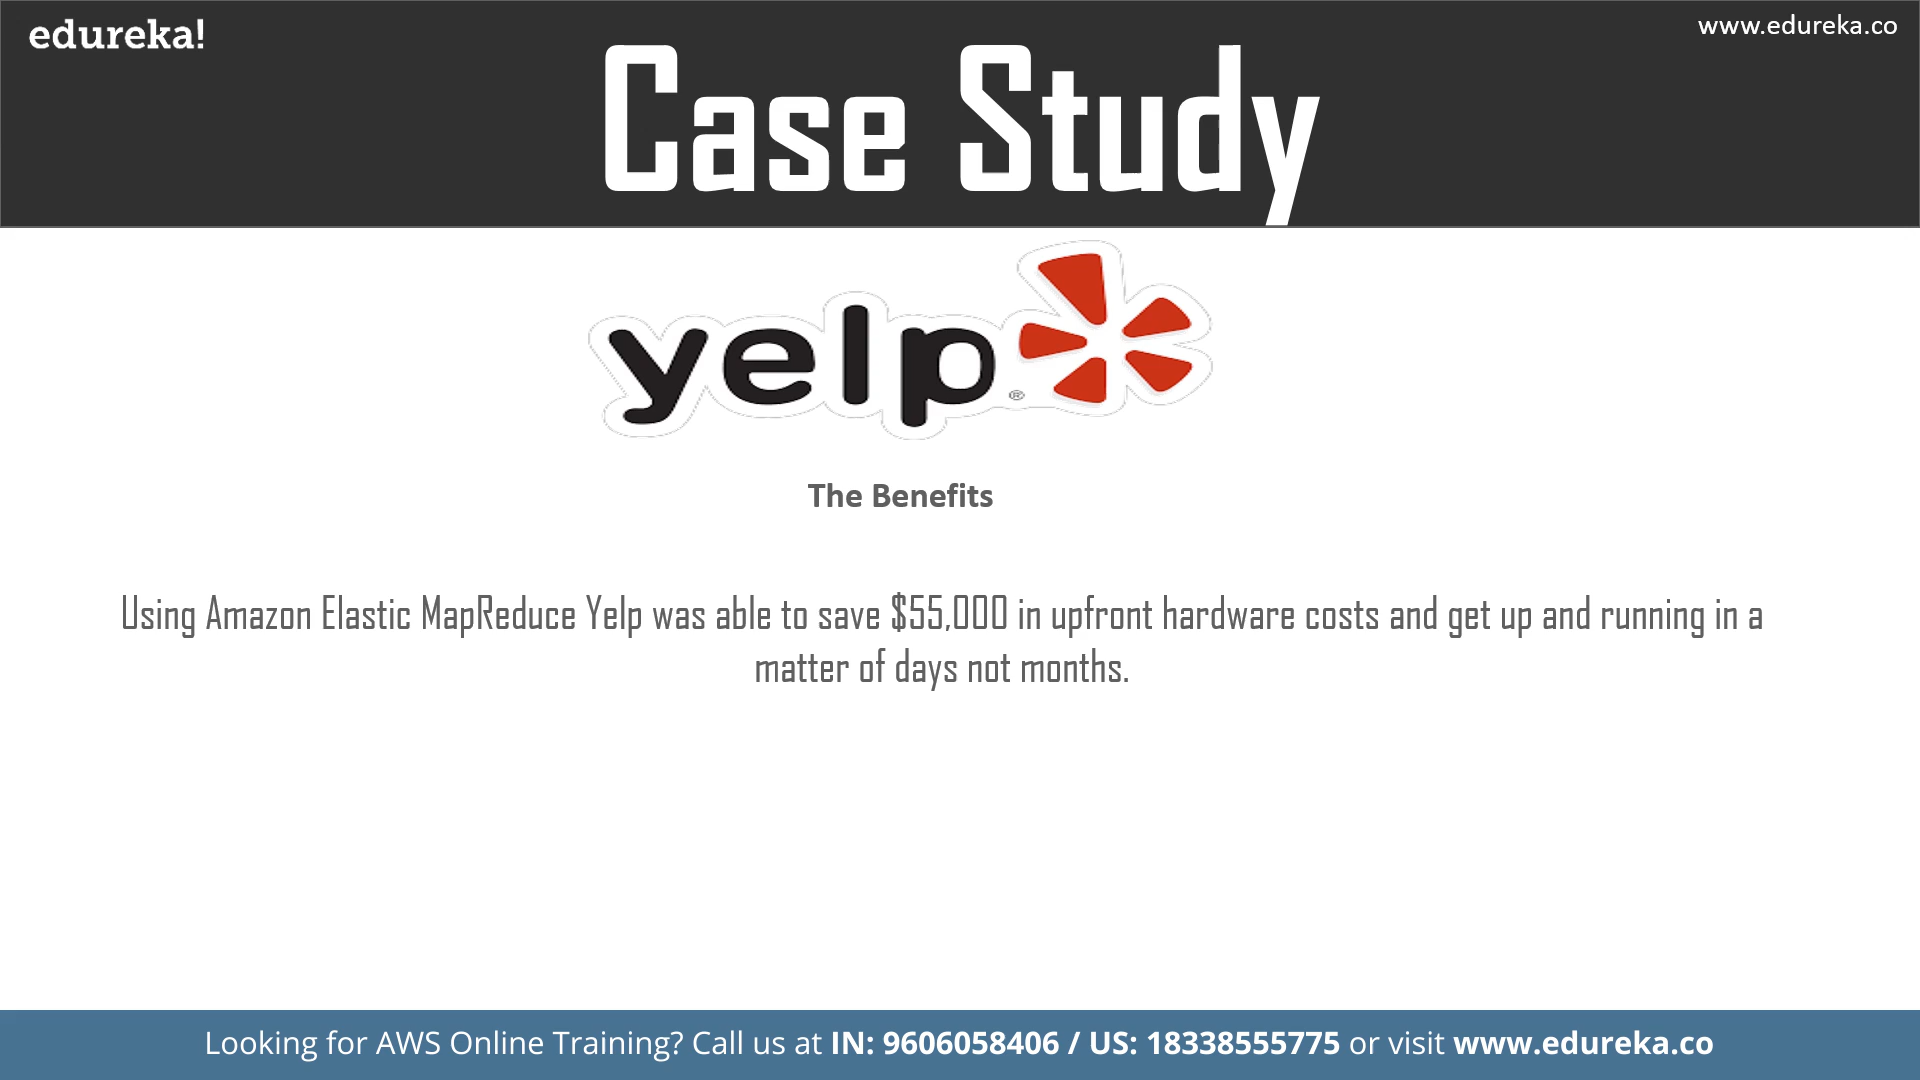 edureka!
www.edureka.co
Case Study
yelp®
The Benefits
Using Amazon Elastic MapReduce Yelp was able to save $55,000 in upfront hardware costs and get up and running in a
matter of days not months.
Looking for AWS Online Training? Call us at IN: 9606058406 / US: 18338555775 or visit www.edureka.co